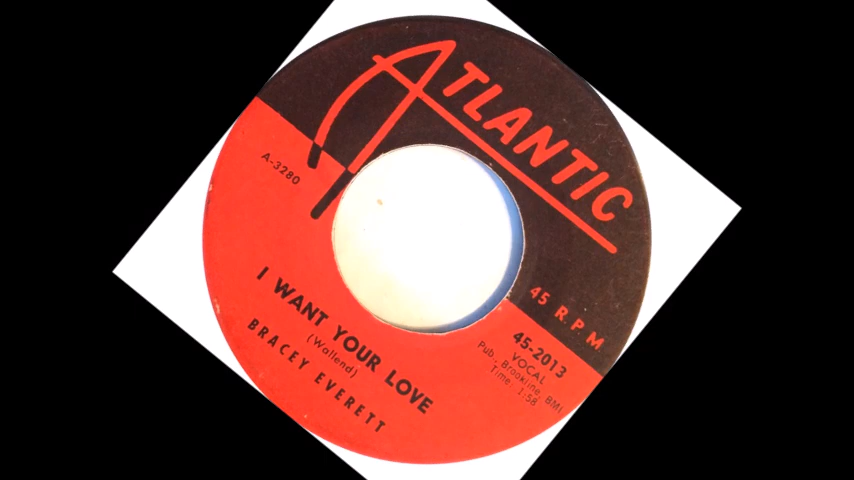 ATLANTIC
A-3280
45 R.P.M
45-2013
VOCAL
Pub., Brookline, BMI
Time: 1:58
I WANT YOUR LOVE
(Wallend)
BRACEY EVERETT